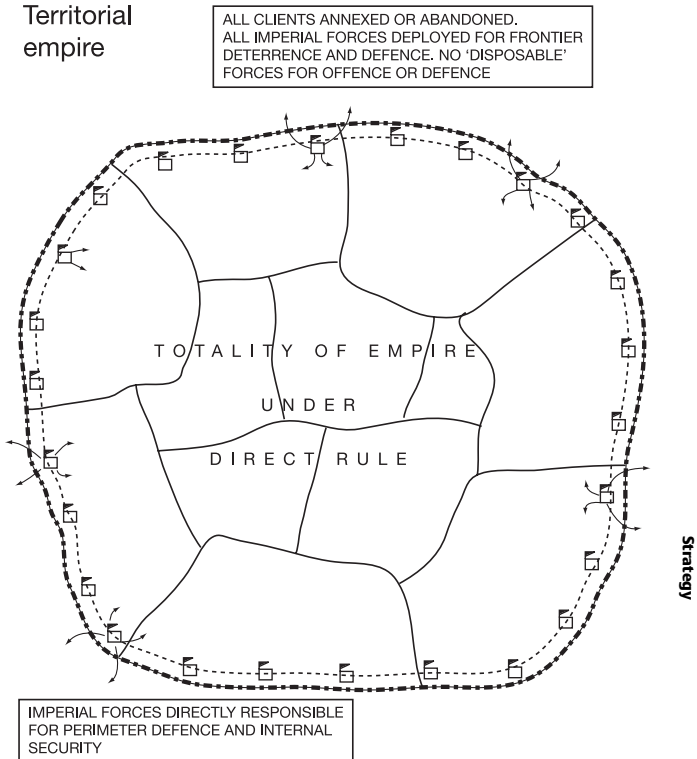 Territorial
empire
ALL CLIENTS ANNEXED OR ABANDONED.
ALL IMPERIAL FORCES DEPLOYED FOR FRONTIER
DETERRENCE AND DEFENCE. NO ‘DISPOSABLE’
FORCES FOR OFFENCE OR DEFENCE
TOTALITY OF EMPIRE
UNDER
DIRECT RULE
Strategy
IMPERIAL FORCES DIRECTLY RESPONSIBLE
FOR PERIMETER DEFENCE AND INTERNAL
SECURITY